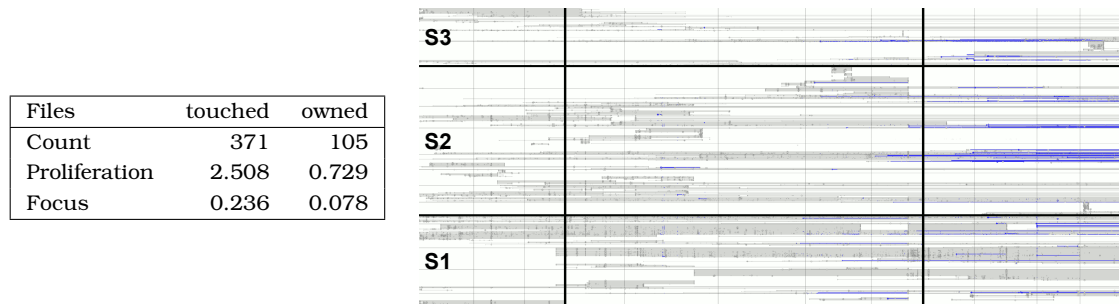 Files touched owned
Count 371 105
Proliferation 2.508 0.729
Focus 0.236 0.078
S3
S2
S1